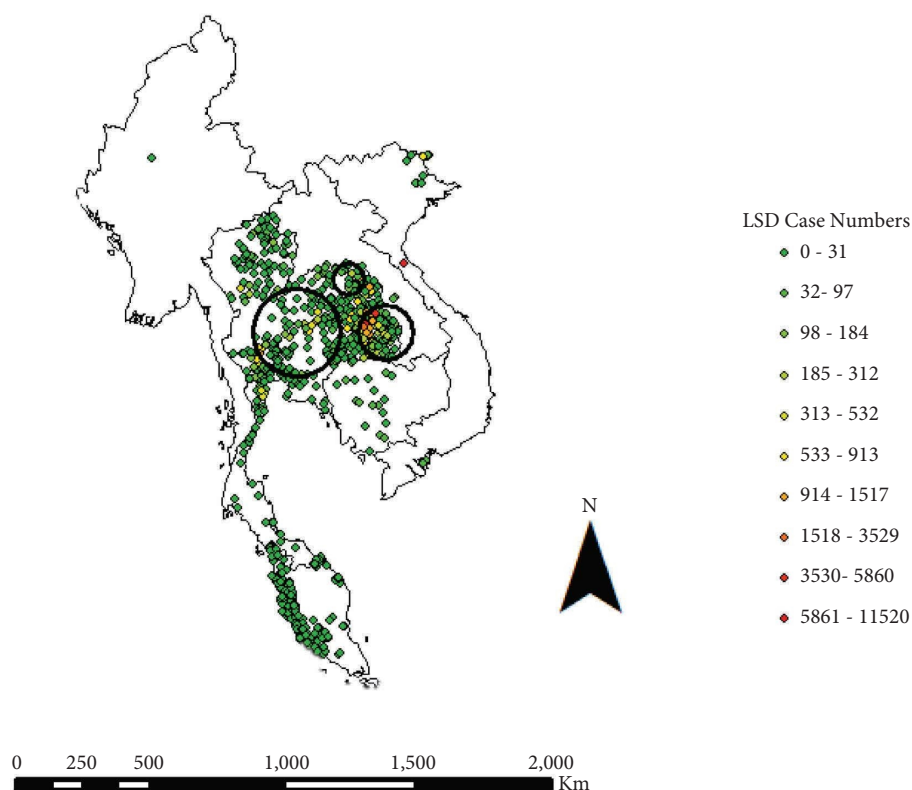 LSD Case Numbers
0 - 31
32- 97
98 - 184
185 - 312
313 - 532
533 - 913
914 - 1517
1518 - 3529
3530- 5860
5861 - 11520
N
0 250 500 1,000 1,500 2,000
Km